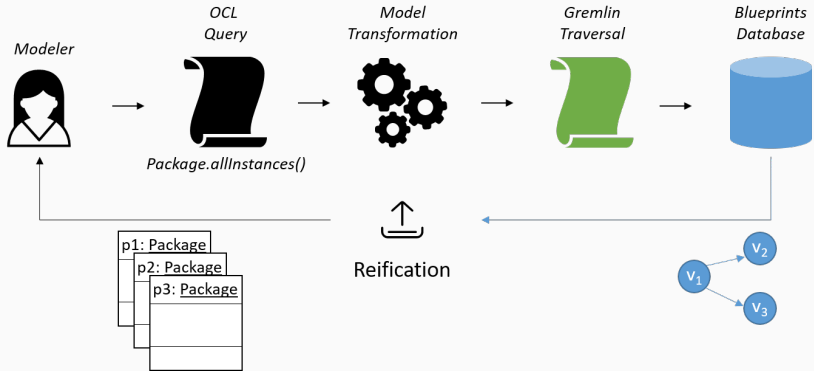 Modeler
OCL
Query
Model
Transformation
Gremlin
Traversal
Blueprints
Database
Package.allInstances()
Reification
p1: Package
p2: Package
p3: Package
v1
v2
v3